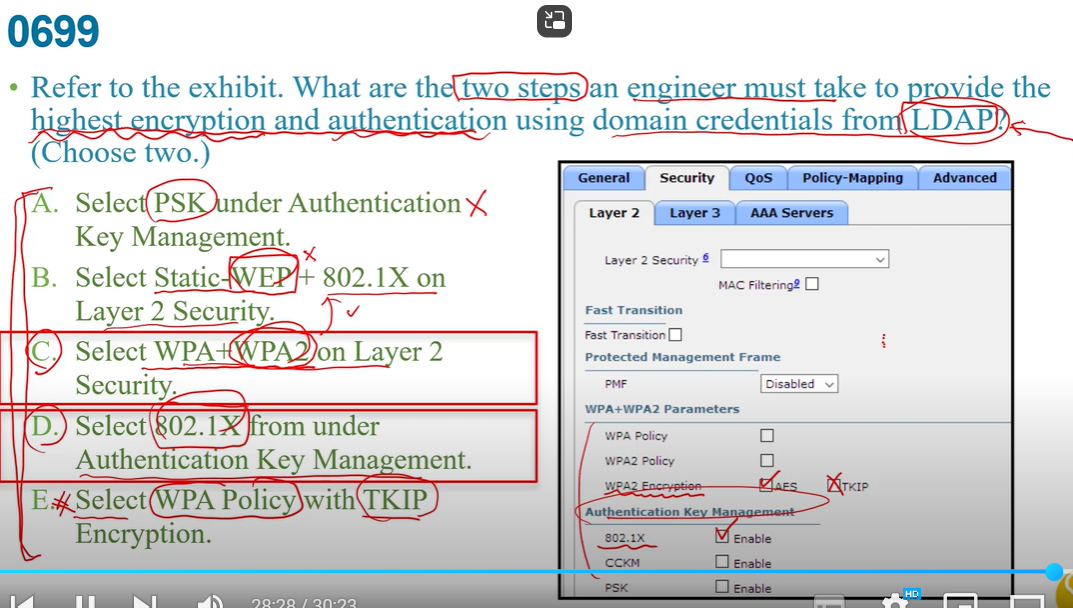 0699
• Refer to the exhibit. What are the two steps an engineer must take to provide the
highest encryption and authentication using domain credentials from LDAP?
(Choose two.)
A. Select PSK under Authentication
Key Management.
B. Select Static-WEP + 802.1X on
Layer 2 Security.
C. Select WPA+WPA2 on Layer 2
Security.
D. Select 802.1X from under
Authentication Key Management.
E. Select WPA Policy with TKIP
Encryption.
General Security QoS Policy-Mapping Advanced
Layer 2 Layer 3 AAA Servers
Layer 2 Security 6
MAC Filtering 9
Fast Transition
Fast Transition
Protected Management Frame
PMF Disabled
WPA+WPA2 Parameters
WPA Policy
WPA2 Policy
WPA2 Encryption AES TKIP
Authentication Key Management
802.1X Enable
CCKM Enable
PSK Enable
28:28 / 30:23
HD